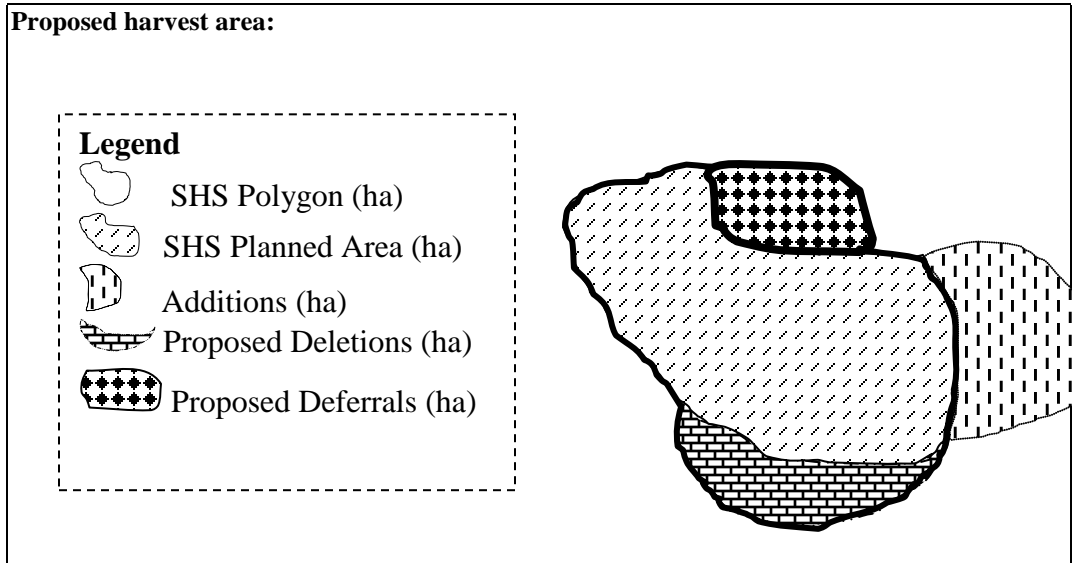 Proposed harvest area:
Legend
SHS Polygon (ha)
SHS Planned Area (ha)
Additions (ha)
Proposed Deletions (ha)
Proposed Deferrals (ha)